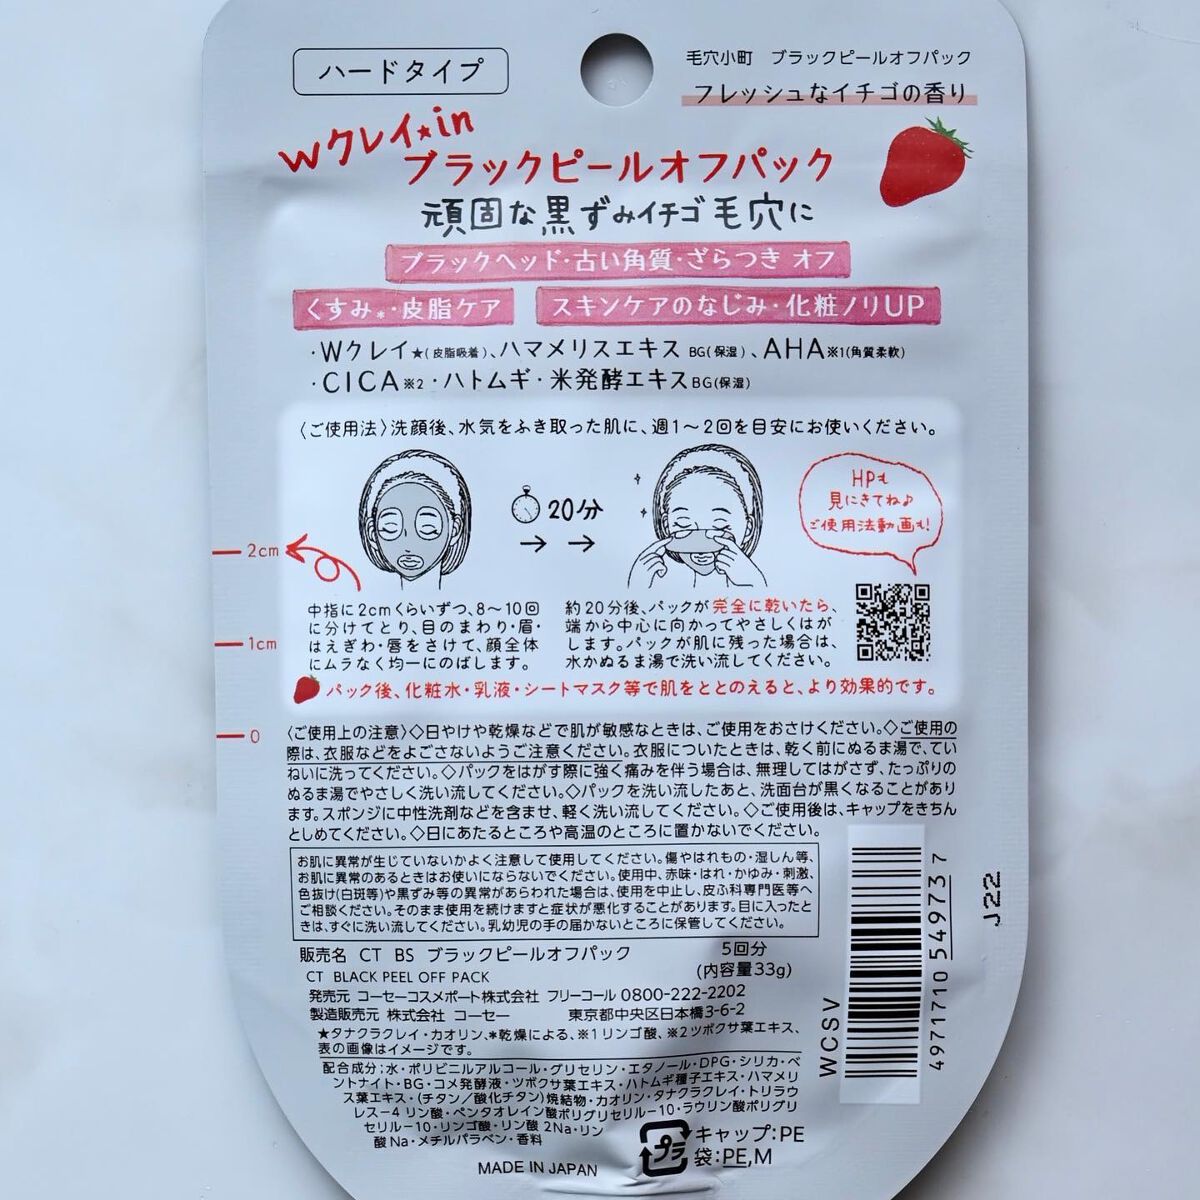 ハードタイプ
毛穴小町 ブラックピールオフパック
フレッシュなイチゴの香り
Wクレイ★in
ブラックピールオフパック
頑固な黒ずみイチゴ毛穴に
ブラックヘッド・古い角質・ざらつき オフ
くすみ*・皮脂ケア
スキンケアのなじみ・化粧ノリUP
・Wクレイ★(皮脂吸着)、ハマメリスエキスBG(保湿)、AHA※1(角質柔軟)
・CICA※2・ハトムギ・米発酵エキスBG(保湿)
〈ご使用法〉洗顔後、水気をふき取った肌に、週1〜2回を目安にお使いください。
20分
→ →
HPも
見にきてね♪
ご使用法動画も!
2cm
1cm
0
中指に2cmくらいずつ、8〜10回
に分けてとり、目のまわり・眉・
はえぎわ・唇をさけて、顔全体
にムラなく均一にのばします。
約20分後、パックが完全に乾いたら、
端から中心に向かってやさしくはが
します。パックが肌に残った場合は、
水かぬるま湯で洗い流してください。
パック後、化粧水・乳液・シートマスク等で肌をととのえると、より効果的です。
〈ご使用上の注意〉◇日やけや乾燥などで肌が敏感なときは、ご使用をおさけください。◇ご使用の
際は、衣服などをよごさないようご注意ください。衣服についたときは、乾く前にぬるま湯で、てい
ねいに洗ってください。◇パックをはがす際に強く痛みを伴う場合は、無理してはがさず、たっぷりの
ぬるま湯でやさしく洗い流してください。◇パックを洗い流したあと、洗面台が黒くなることがあり
ます。スポンジに中性洗剤などを含ませ、軽く洗い流してください。◇ご使用後は、キャップをきちん
としめてください。◇日にあたるところや高温のところに置かないでください。
お肌に異常が生じていないかよく注意して使用してください。傷やはれもの・湿しん等、
お肌に異常のあるときはお使いにならないでください。使用中、赤味・はれ・かゆみ・刺激、
色抜け(白斑等)や黒ずみ等の異常があらわれた場合は、使用を中止し、皮ふ科専門医等へ
ご相談ください。そのまま使用を続けますと症状が悪化することがあります。目に入ったと
きは、すぐに洗い流してください。乳幼児の手の届かないところに保管してください。
販売名 CT BS ブラックピールオフパック
CT BLACK PEEL OFF PACK
5回分
(内容量33g)
発売元 コーセーコスメポート株式会社 フリーコール 0800-222-2202
製造販売元 株式会社 コーセー 東京都中央区日本橋3-6-2
★タナクラクレイ・カオリン、*乾燥による、※1リンゴ酸、※2ツボクサ葉エキス、
表の画像はイメージです。
配合成分:水・ポリビニルアルコール・グリセリン・エタノール・DPG・シリカ・ベ
ントナイト・BG・コメ発酵液・ツボクサ葉エキス・ハトムギ種子エキス・ハマメリ
ス葉エキス・(チタン/酸化チタン)焼結物・カオリン・タナクラクレイ・トリラウ
レス-4 リン酸・ペンタオレイン酸ポリグリセリル-10・ラウリン酸ポリグリ
セリル-10・リンゴ酸・リン酸2Na・リン
酸Na・メチルパラベン・香料
MADE IN JAPAN
プラ
キャップ:PE
袋:PE,M
WCSV
4 971710 549737
J22